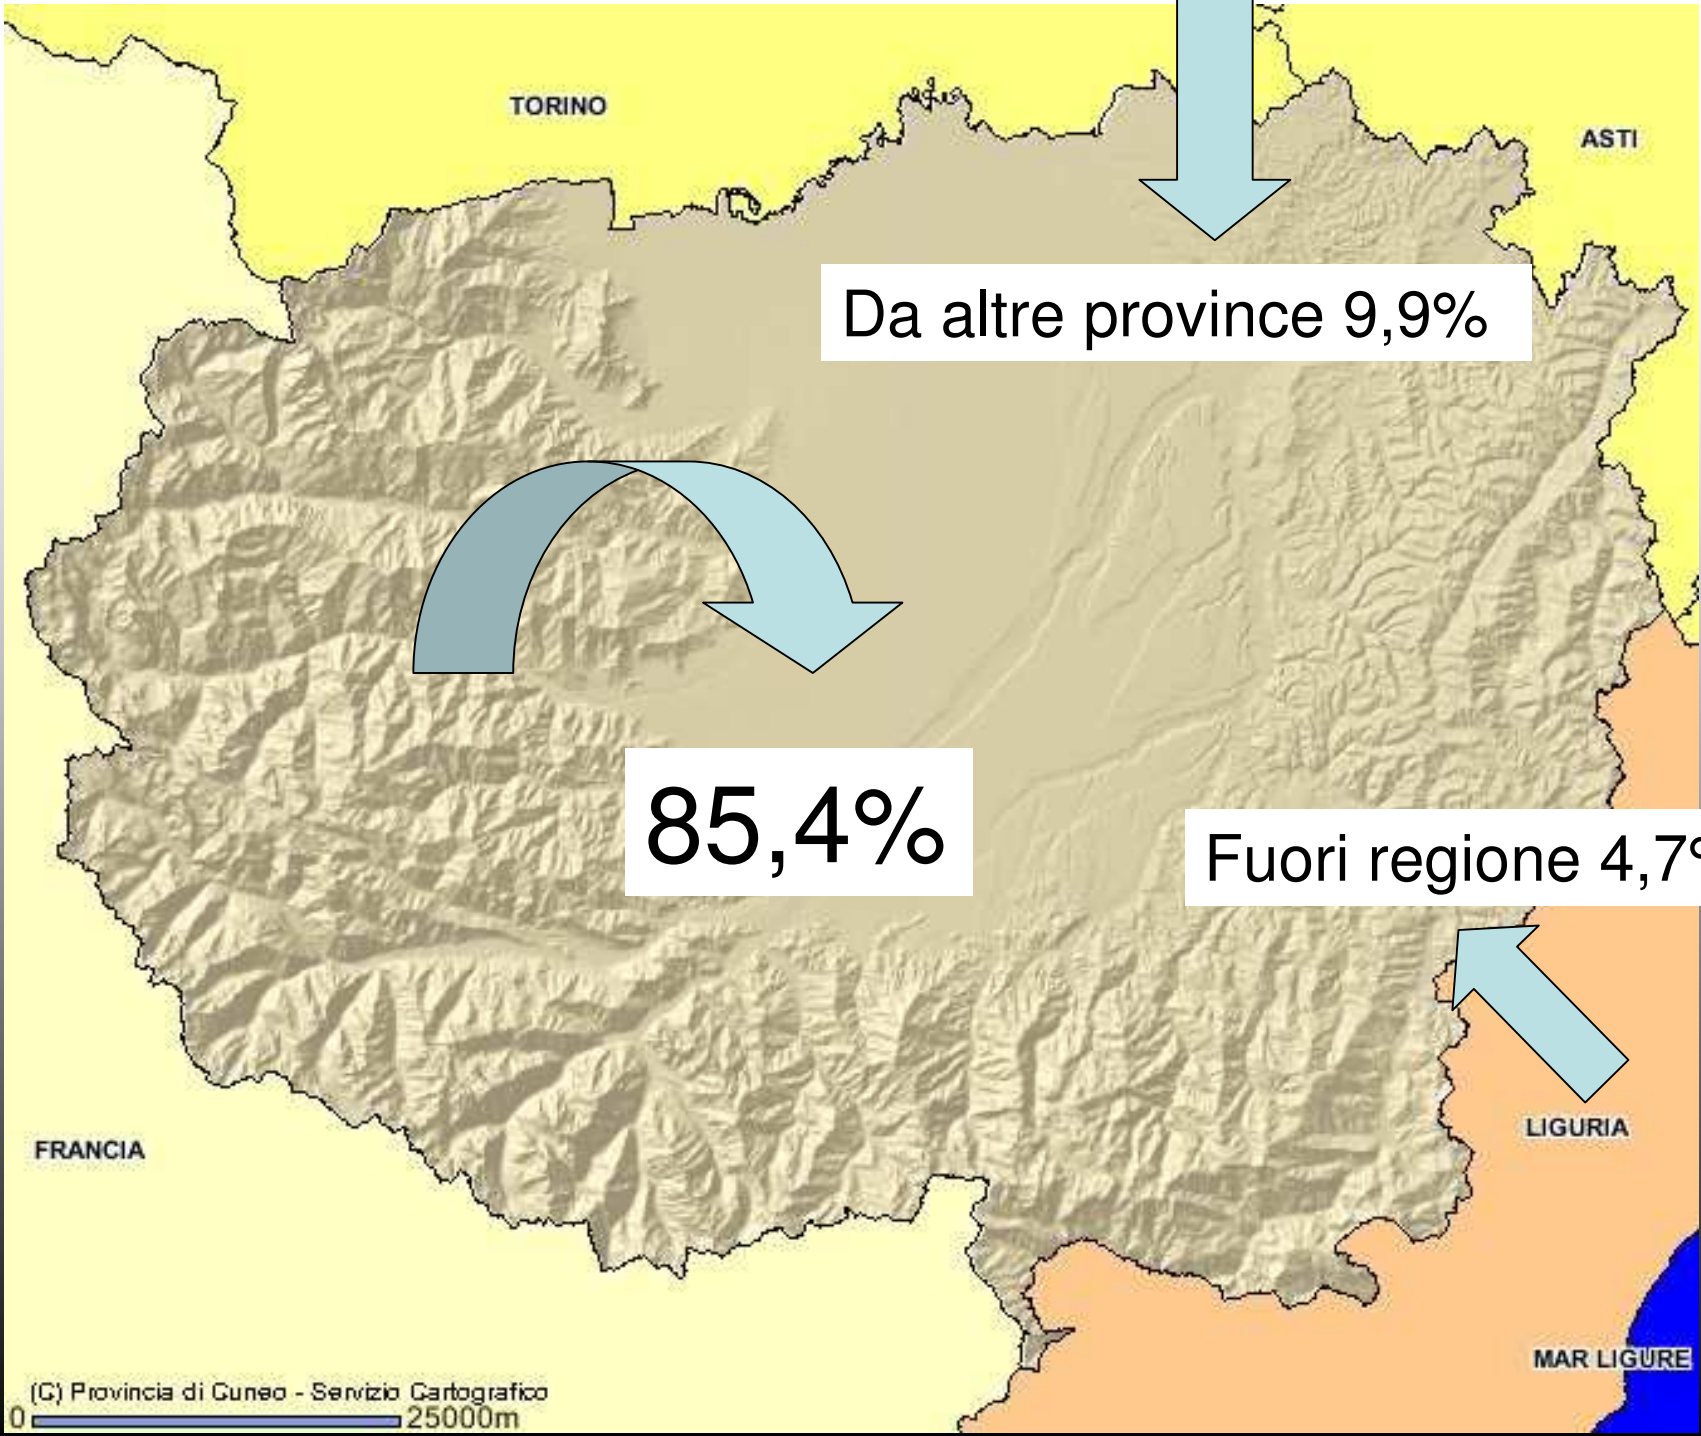 TORINO
ASTI
Da altre province 9,9%
85,4%
Fuori regione 4,7
FRANCIA
LIGURIA
MAR LIGURE
(C) Provincia di Cuneo - Servizio Cartografico
0 25000m